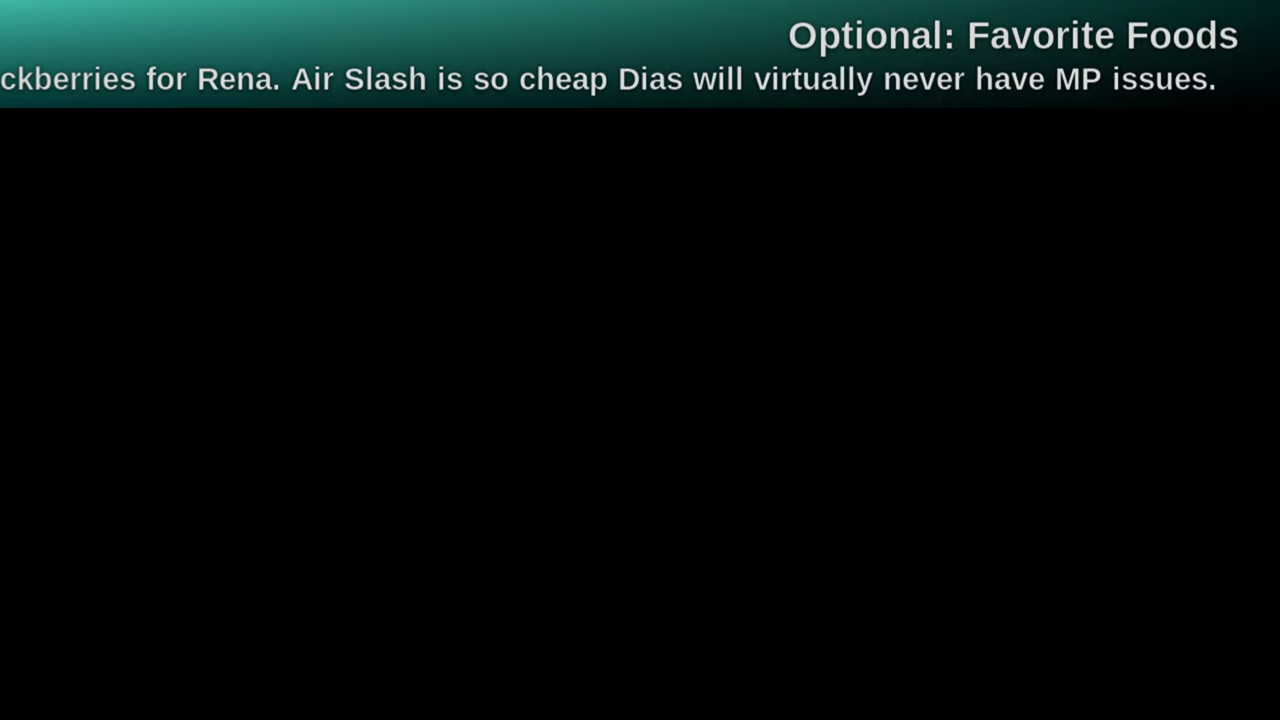 Optional: Favorite Foods
ckberries for Rena. Air Slash is so cheap Dias will virtually never have MP issues.